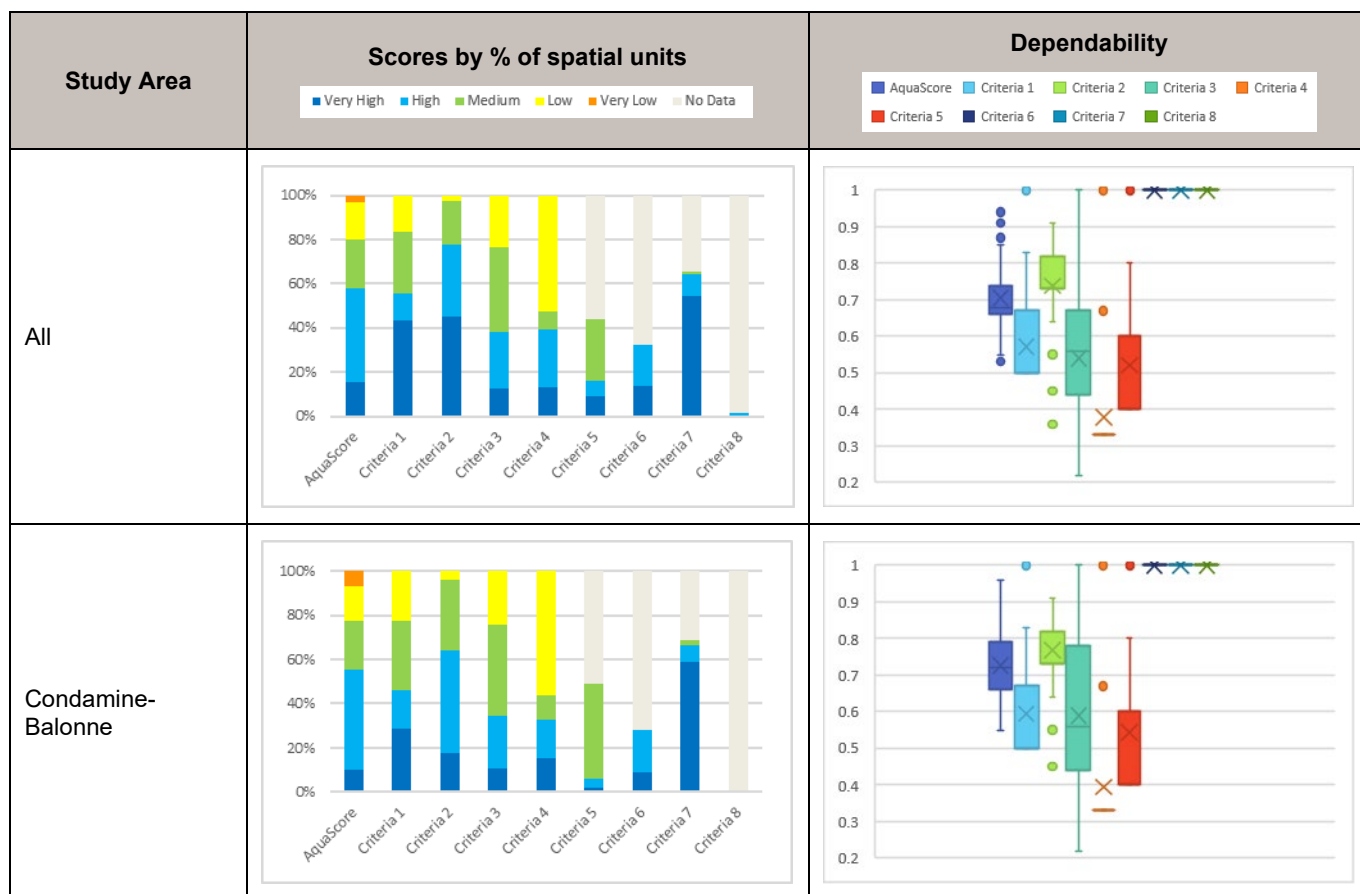 Study Area
Scores by % of spatial units
Very High High Medium Low Very Low No Data
Dependability
AquaScore Criteria 1 Criteria 2 Criteria 3 Criteria 4
Criteria 5 Criteria 6 Criteria 7 Criteria 8
All
100%
80%
60%
40%
20%
0%
AquaScore
Criteria 1
Criteria 2
Criteria 3
Criteria 4
Criteria 5
Criteria 6
Criteria 7
Criteria 8
1
0.9
0.8
0.7
0.6
0.5
0.4
0.3
0.2
Condamine-
Balonne
100%
80%
60%
40%
20%
0%
AquaScore
Criteria 1
Criteria 2
Criteria 3
Criteria 4
Criteria 5
Criteria 6
Criteria 7
Criteria 8
1
0.9
0.8
0.7
0.6
0.5
0.4
0.3
0.2